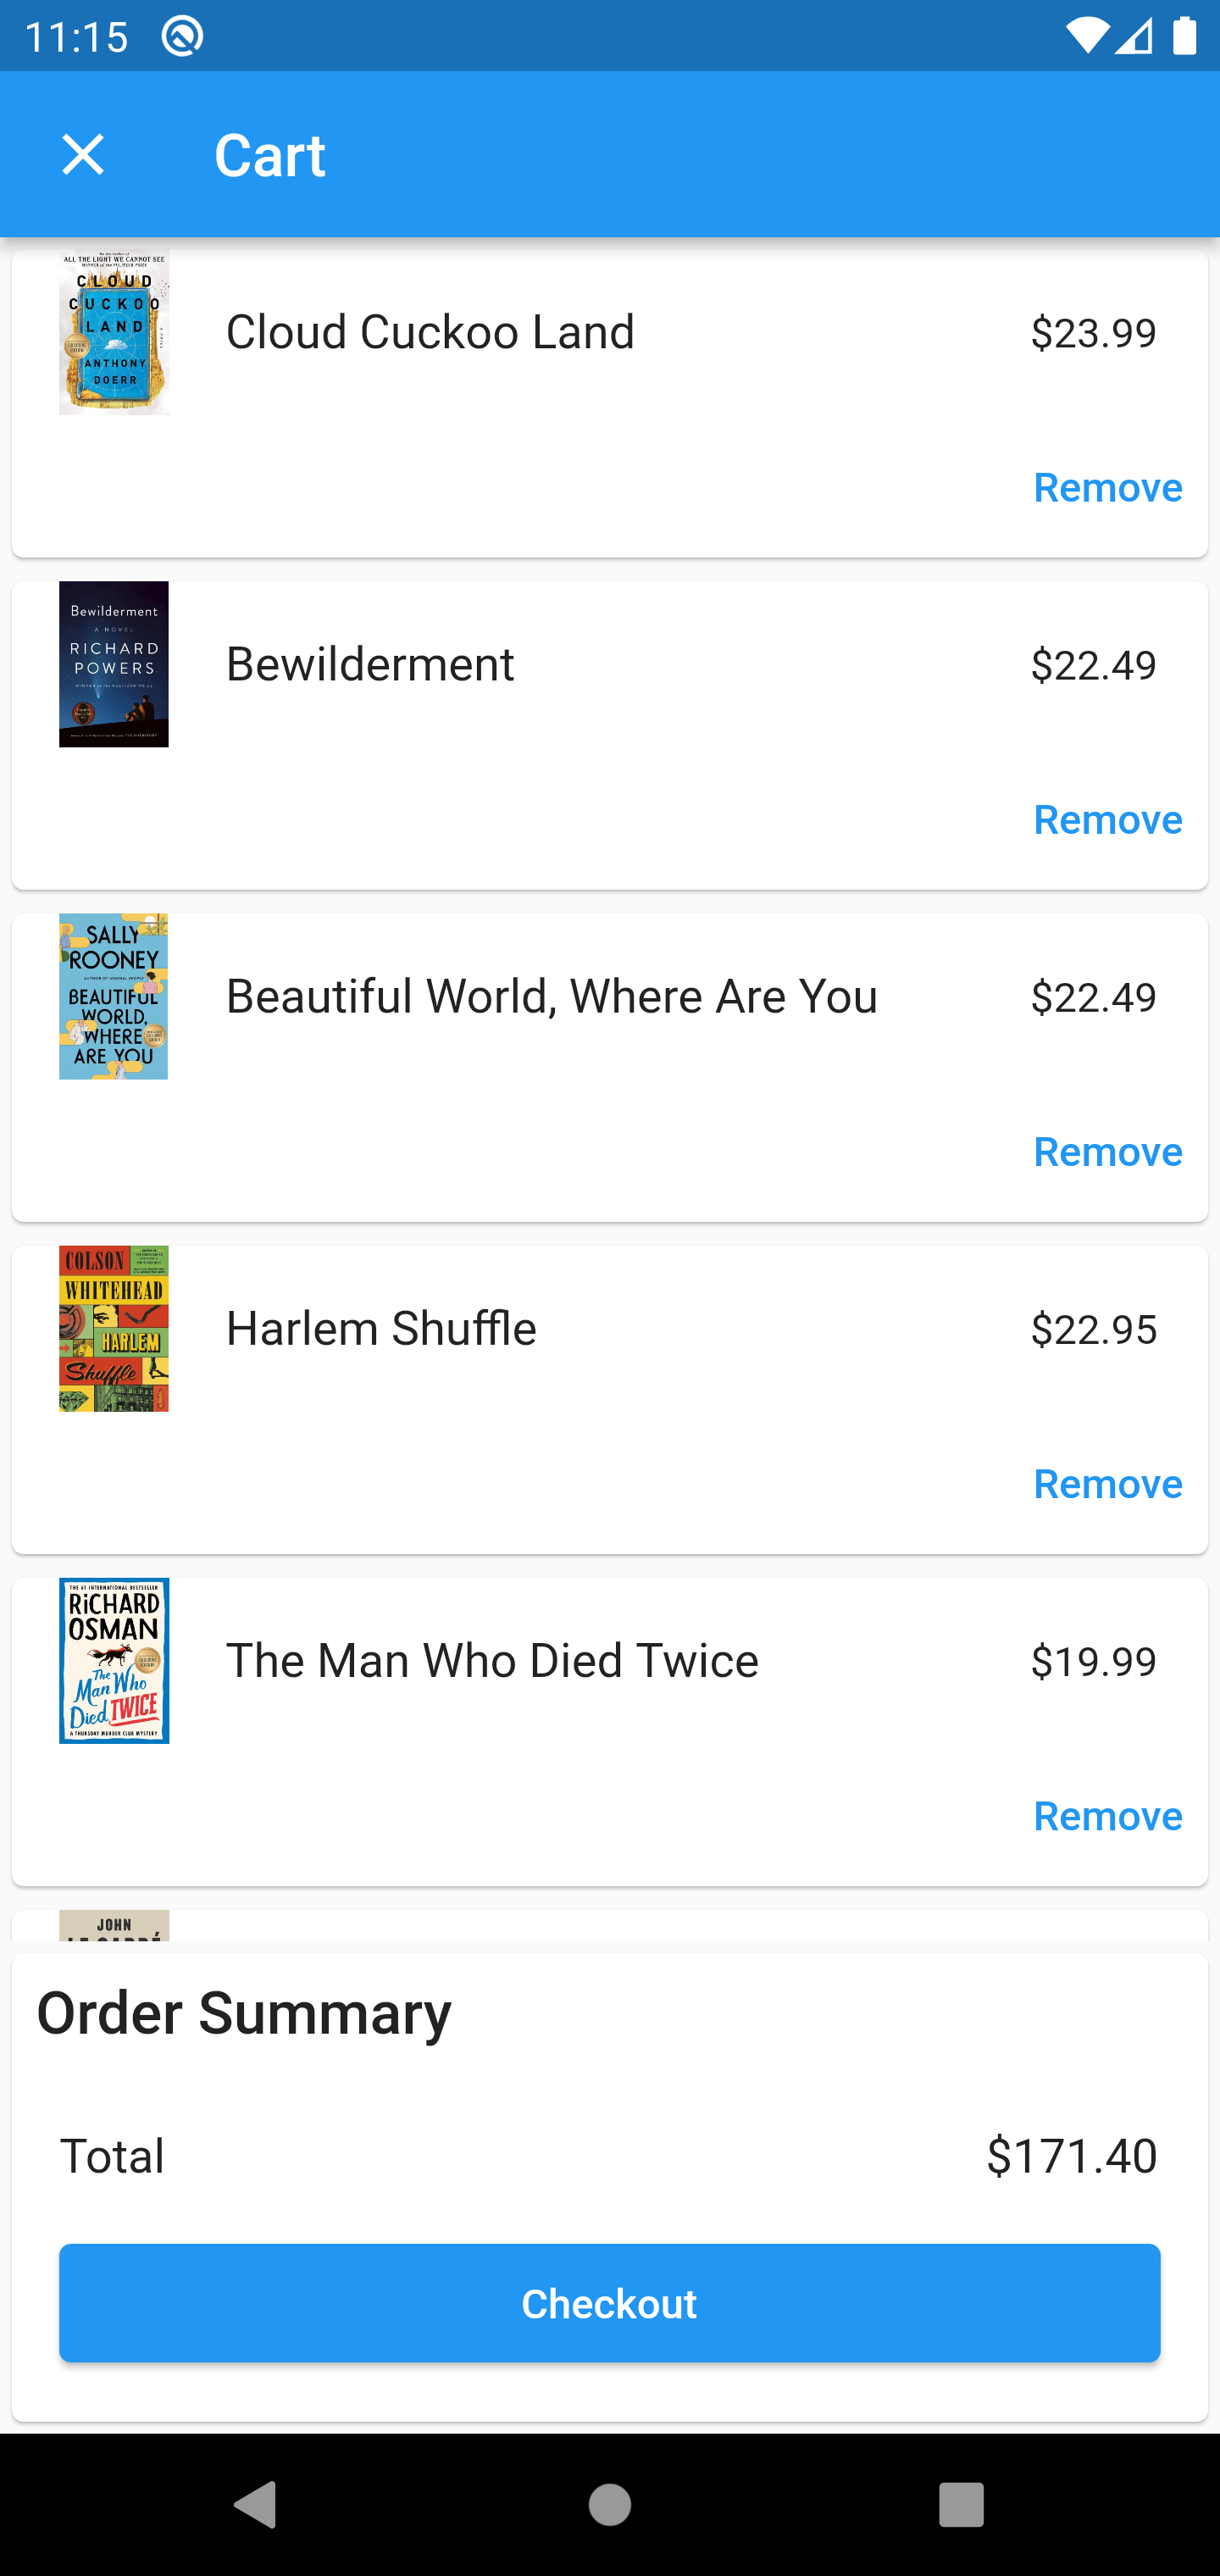 11:15
Cart
ALL THE LIGHT WE CANNOT SEE
CLOUD
CUCKOO
LAND
ANTHONY
DOERR
Cloud Cuckoo Land
$23.99
Remove
Bewilderment
A NOVEL
RICHARD
POWERS
Bewilderment
$22.49
Remove
SALLY
ROONEY
BEAUTIFUL
WORLD,
WHERE
ARE YOU
Beautiful World, Where Are You
$22.49
Remove
COLSON
WHITEHEAD
HARLEM
Shuffle
Harlem Shuffle
$22.95
Remove
THE #1 INTERNATIONAL BESTSELLER
RiCHARD
OSMAN
The
Man Who
Died TWICE
A THURSDAY MURDER CLUB MYSTERY
The Man Who Died Twice
$19.99
Remove
JOHN
Order Summary
Total
$171.40
Checkout